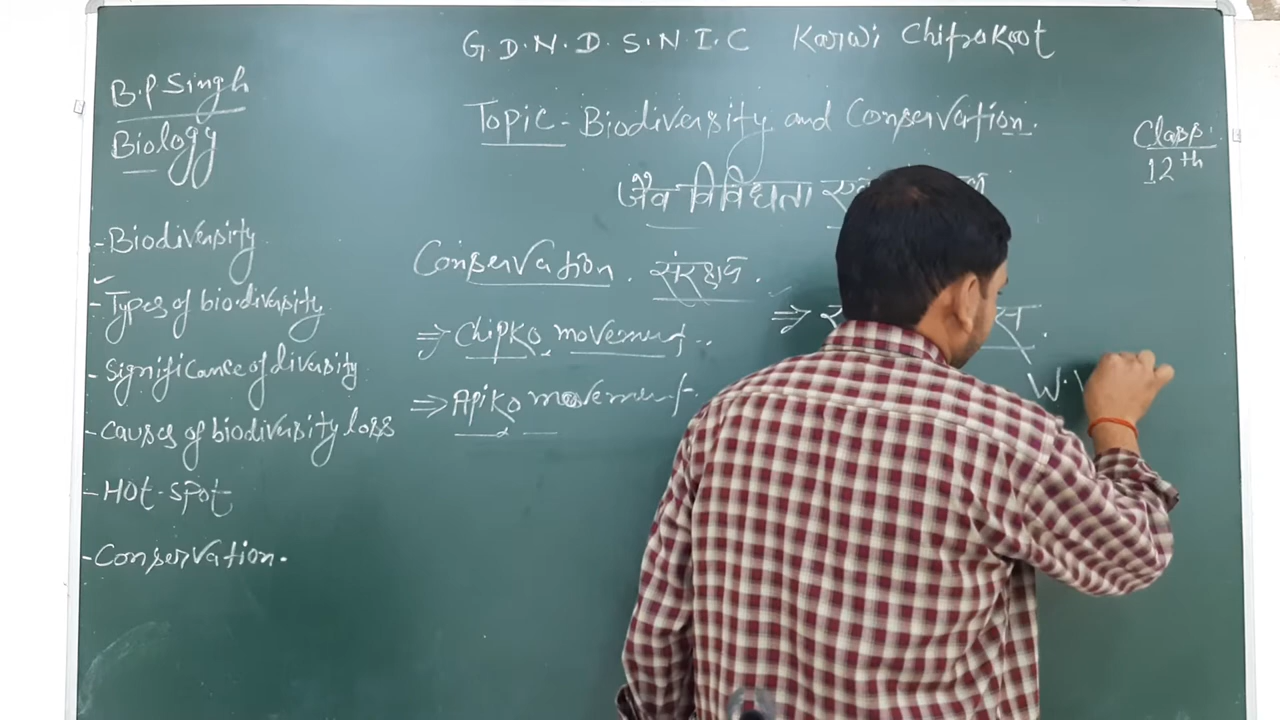 G.D.N.D.S.N.I.C Karwi Chitrakoot
B.P Singh
Biology
Topic - Biodiversity and Conservation.
Class.
12th
जैव विविधता
- Biodiversity
- Types of bio.diversity
- Significance of diversity
- Causes of biodiversity loss
- Hot-spot
- Conservation.
Conservation. संरक्षण.
⇒ Chipko movement..
⇒ Apiko movement.
⇒
W.